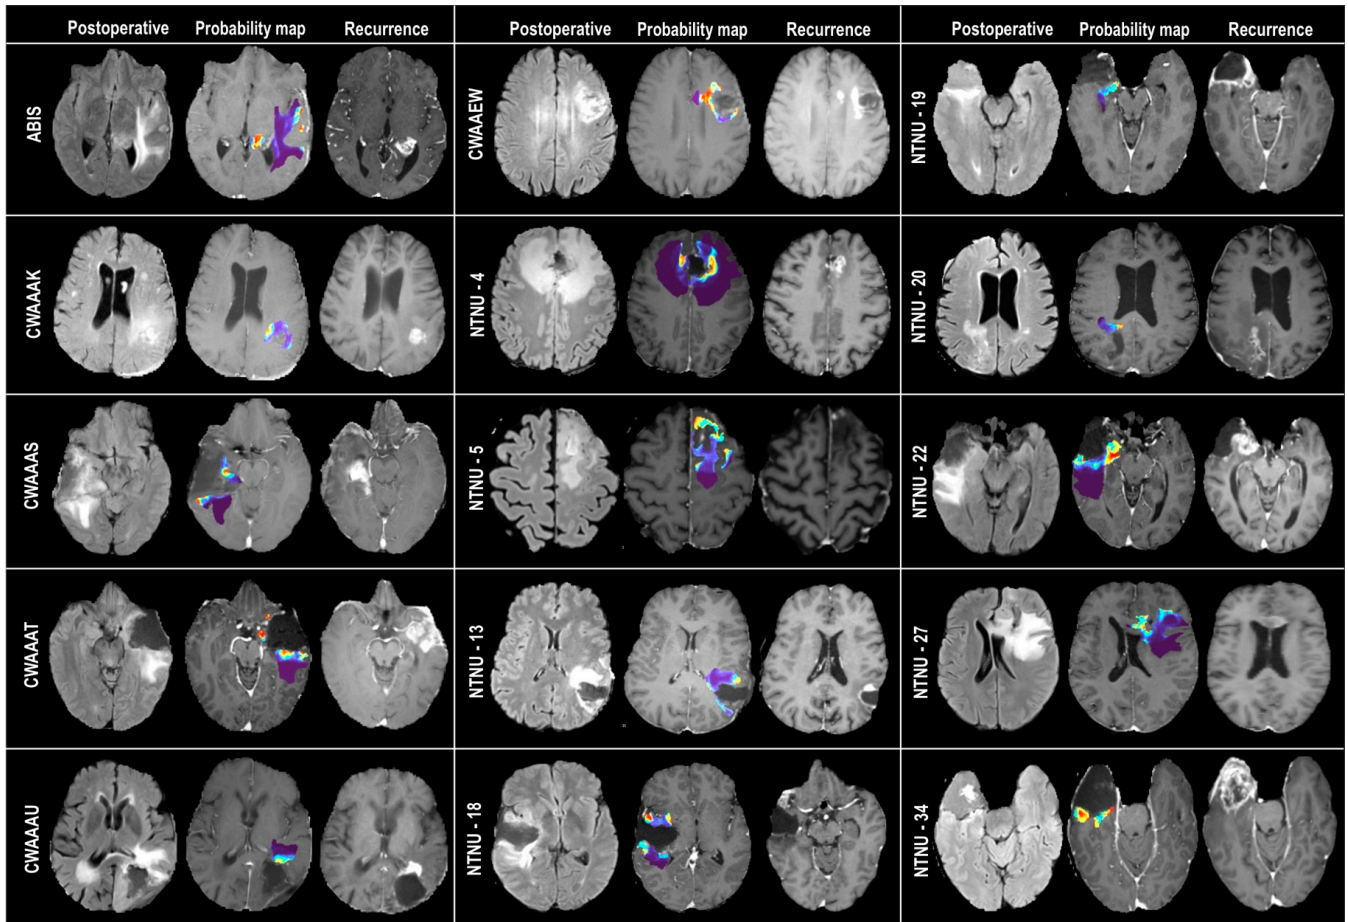 Postoperative Probability map Recurrence Postoperative Probability map Recurrence Postoperative Probability map Recurrence
ABIS CWAAEW NTNU - 19
CWAAAK NTNU - 4 NTNU - 20
CWAAAS NTNU - 5 NTNU - 22
CWAAAT NTNU - 13 NTNU - 27
CWAAAU NTNU - 18 NTNU - 34